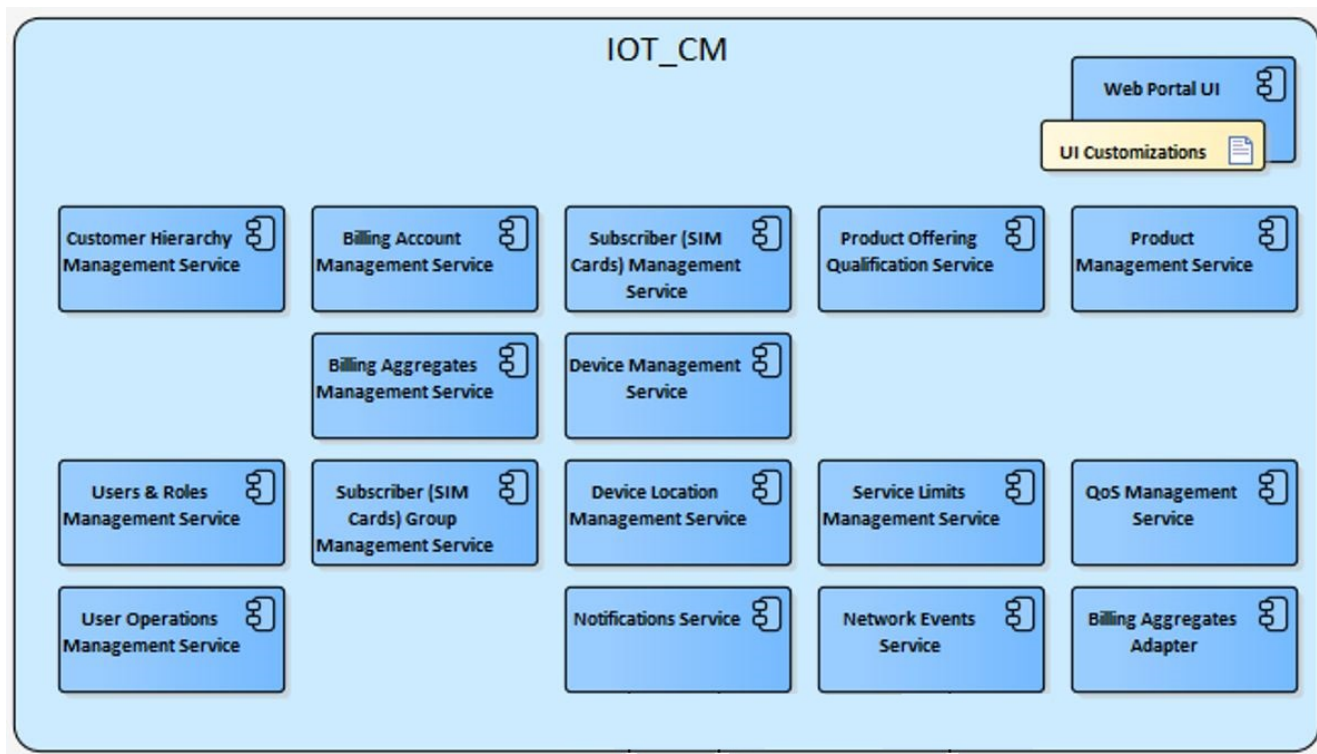 IOT_CM
Web Portal UI
UI Customizations
Customer Hierarchy
Management Service
Billing Account
Management Service
Subscriber (SIM
Cards) Management
Service
Product Offering
Qualification Service
Product
Management Service
Billing Aggregates
Management Service
Device Management
Service
Users & Roles
Management Service
Subscriber (SIM
Cards) Group
Management Service
Device Location
Management Service
Service Limits
Management Service
QoS Management
Service
User Operations
Management Service
Notifications Service
Network Events
Service
Billing Aggregates
Adapter